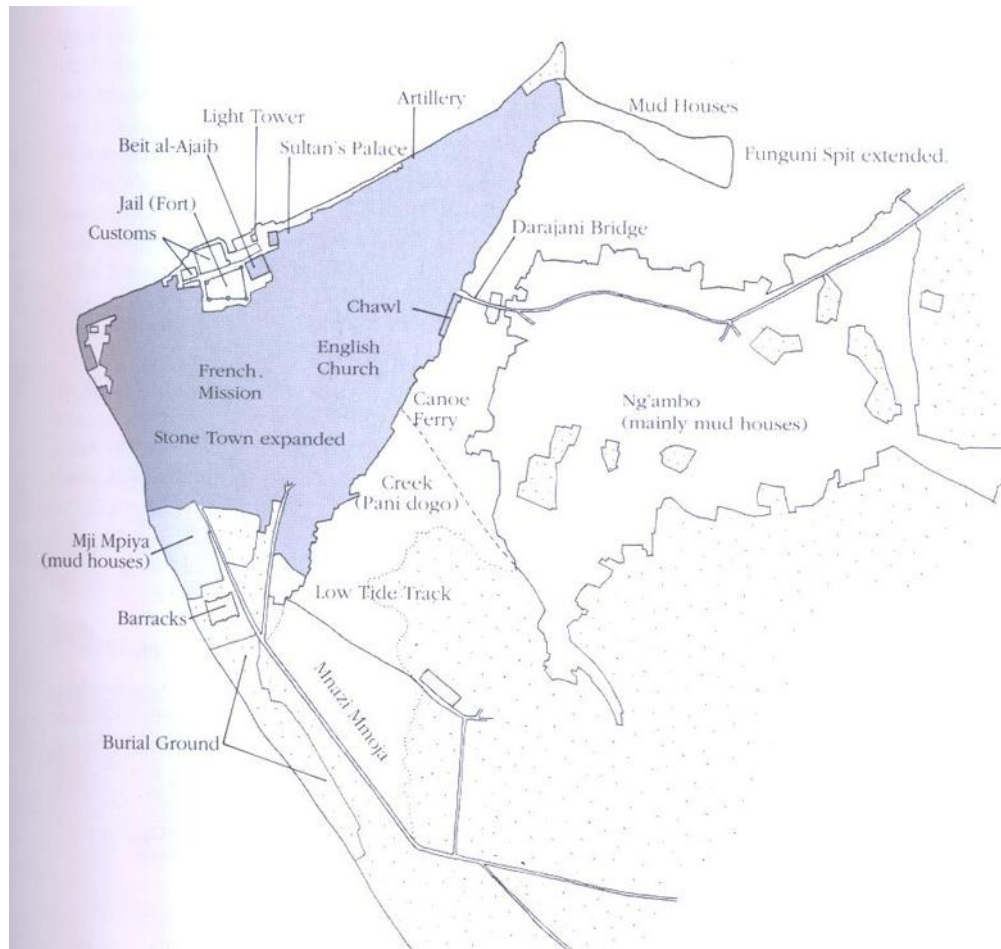 Artillery
Mud Houses
Light Tower
Beit al-Ajaib
Sultan's Palace
Funguni Spit extended.
Jail (Fort)
Customs
Darajani Bridge
Chawl
English
Church
French.
Mission
Canoe
Ferry
Ng'ambo
(mainly mud houses)
Stone Town expanded
Creek
(Pani dogo)
Mji Mpiya
(mud houses)
Low Tide Track
Barracks
Mnazi Mmoja
Burial Ground